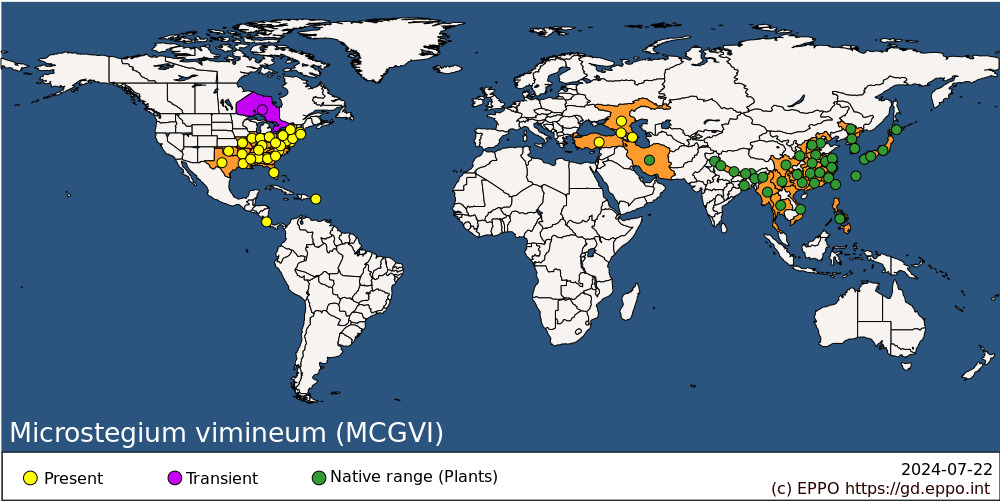 Microstegium vimineum (MCGVI)
Present
Transient
Native range (Plants)
2024-07-22
(c) EPPO https://gd.eppo.int